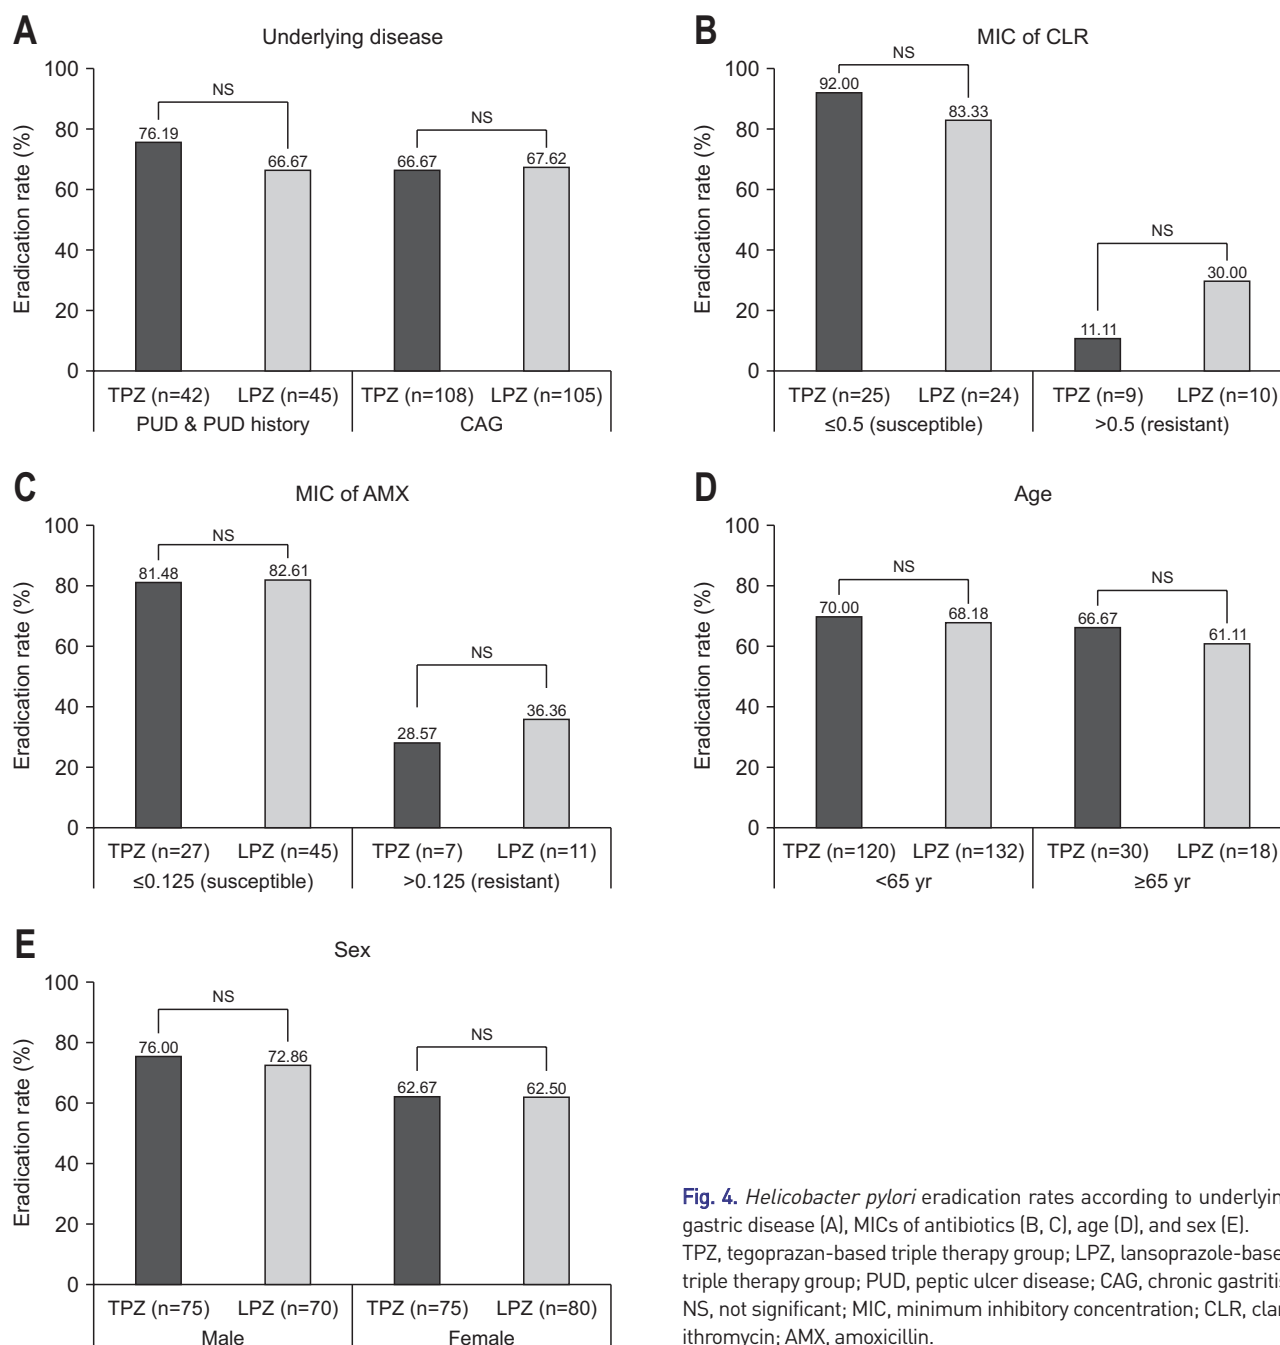 A
Underlying disease
Eradication rate (%)
100
80
60
40
20
0
NS
76.19
66.67
NS
66.67
67.62
TPZ (n=42) LPZ (n=45) TPZ (n=108) LPZ (n=105)
PUD & PUD history CAG
B
MIC of CLR
Eradication rate (%)
100
80
60
40
20
0
NS
92.00
83.33
NS
11.11
30.00
TPZ (n=25) LPZ (n=24) TPZ (n=9) LPZ (n=10)
≤0.5 (susceptible) >0.5 (resistant)
C
MIC of AMX
Eradication rate (%)
100
80
60
40
20
0
NS
81.48
82.61
NS
28.57
36.36
TPZ (n=27) LPZ (n=45) TPZ (n=7) LPZ (n=11)
≤0.125 (susceptible) >0.125 (resistant)
D
Age
Eradication rate (%)
100
80
60
40
20
0
NS
70.00
68.18
NS
66.67
61.11
TPZ (n=120) LPZ (n=132) TPZ (n=30) LPZ (n=18)
<65 yr ≥65 yr
E
Sex
Eradication rate (%)
100
80
60
40
20
0
NS
76.00
72.86
NS
62.67
62.50
TPZ (n=75) LPZ (n=70) TPZ (n=75) LPZ (n=80)
Male Female
Fig. 4. Helicobacter pylori eradication rates according to underlyin
gastric disease (A), MICs of antibiotics (B, C), age (D), and sex (E).
TPZ, tegoprazan-based triple therapy group; LPZ, lansoprazole-base
triple therapy group; PUD, peptic ulcer disease; CAG, chronic gastriti
NS, not significant; MIC, minimum inhibitory concentration; CLR, clar
ithromycin; AMX, amoxicillin.